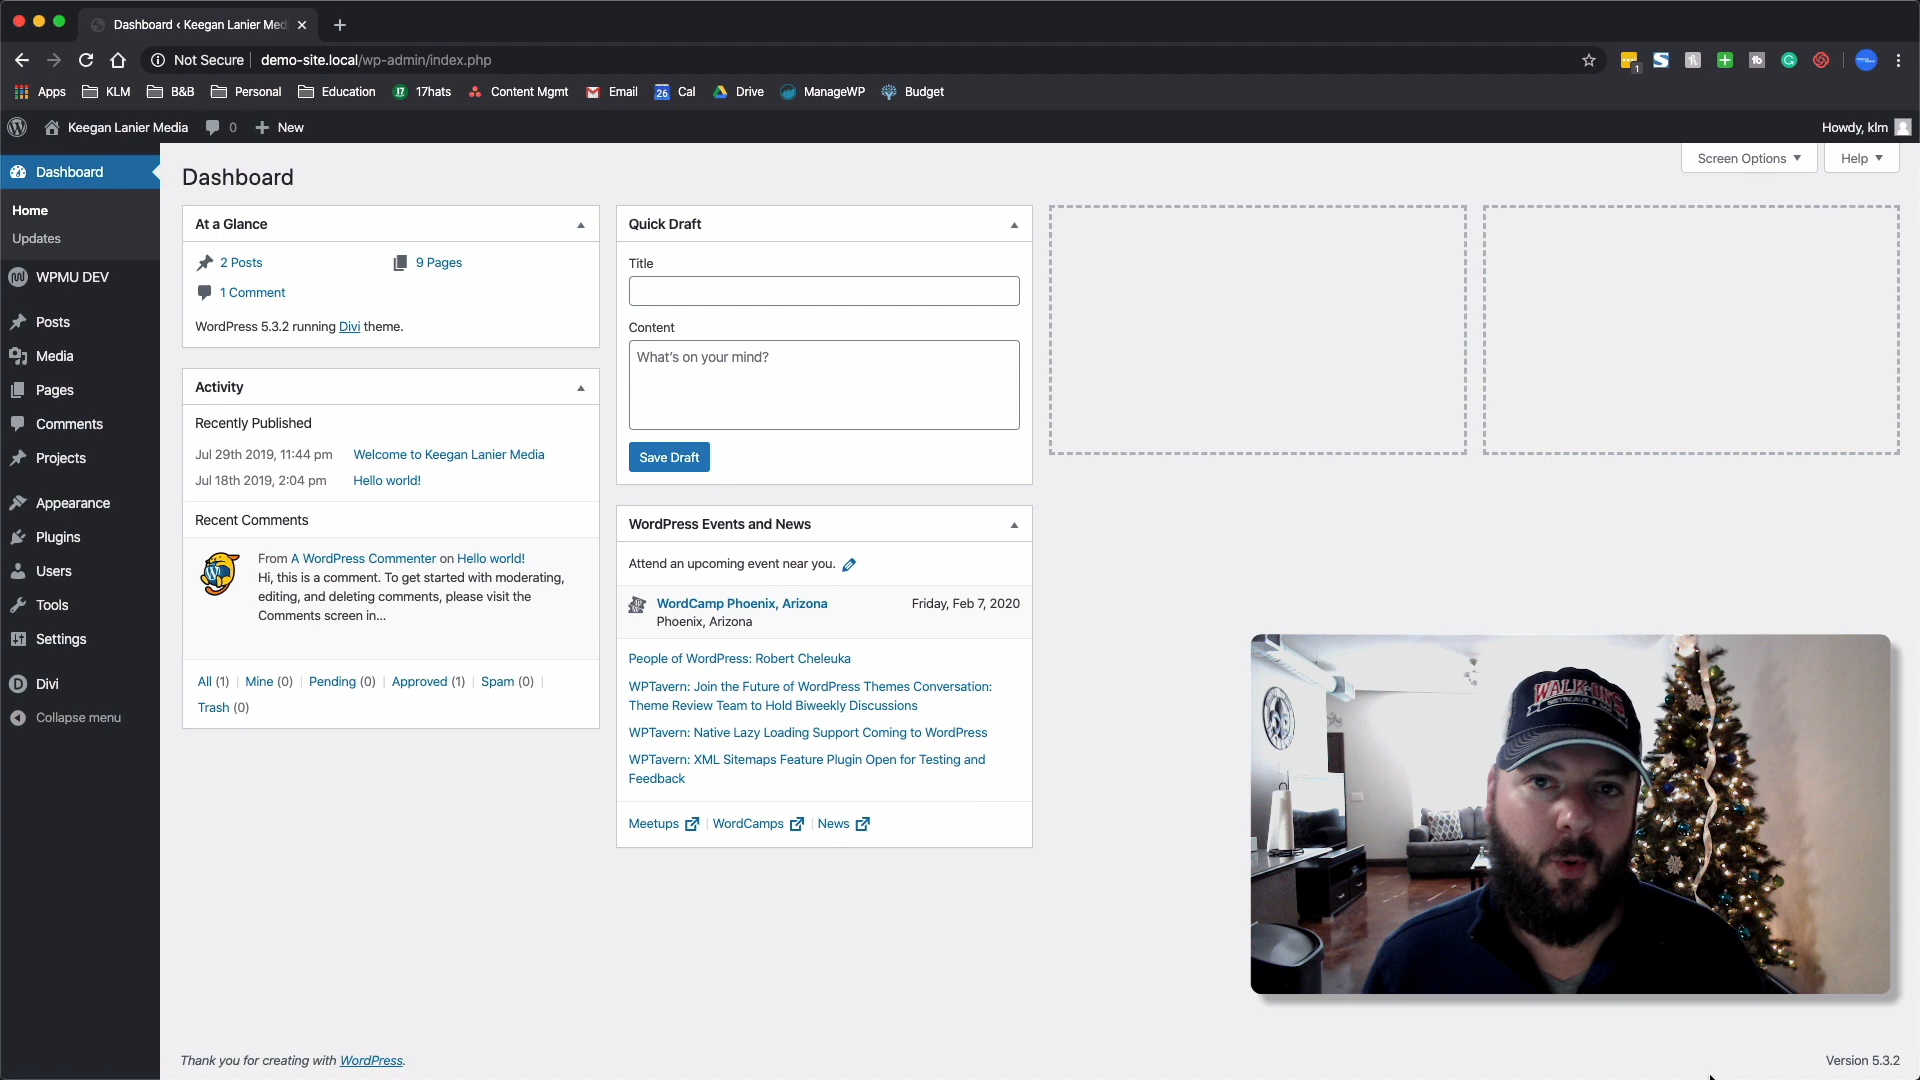 Dashboard ‹ Keegan Lanier Med
Not Secure
demo-site.local/wp-admin/index.php
1
Apps
KLM
B&B
Personal
Education
17
17hats
Content Mgmt
Email
26
Cal
Drive
ManageWP
Budget
Keegan Lanier Media
0
New
Howdy, klm
Dashboard
Home
Updates
WPMU DEV
Posts
Media
Pages
Comments
Projects
Appearance
Plugins
Users
Tools
Settings
Divi
Collapse menu
Screen Options
Help
Dashboard
At a Glance
2 Posts
9 Pages
1 Comment
WordPress 5.3.2 running Divi theme.
Activity
Recently Published
Jul 29th 2019, 11:44 pm Welcome to Keegan Lanier Media
Jul 18th 2019, 2:04 pm Hello world!
Recent Comments
From A WordPress Commenter on Hello world!
Hi, this is a comment. To get started with moderating,
editing, and deleting comments, please visit the
Comments screen in…
All (1) | Mine (0) | Pending (0) | Approved (1) | Spam (0) |
Trash (0)
Quick Draft
Title
Content
What's on your mind?
Save Draft
WordPress Events and News
Attend an upcoming event near you.
WordCamp Phoenix, Arizona Friday, Feb 7, 2020
Phoenix, Arizona
People of WordPress: Robert Cheleuka
WPTavern: Join the Future of WordPress Themes Conversation:
Theme Review Team to Hold Biweekly Discussions
WPTavern: Native Lazy Loading Support Coming to WordPress
WPTavern: XML Sitemaps Feature Plugin Open for Testing and
Feedback
Meetups | WordCamps | News
WALK-ON'S
Thank you for creating with WordPress.
Version 5.3.2